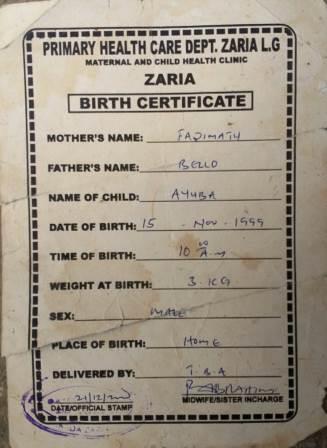 PRIMARY HEALTH CARE DEPT. ZARIA L.G
MATERNAL AND CHILD HEALTH CLINIC
ZARIA
BIRTH CERTIFICATE
MOTHER'S NAME: FADIMATU
FATHER'S NAME: BELLO
NAME OF CHILD: AYUBA
DATE OF BIRTH: 15 - NOV - 1999
TIME OF BIRTH: 10 00 A.M
WEIGHT AT BIRTH: 3. KG
SEX: MALE
PLACE OF BIRTH: HOME
DELIVERED BY: T. B. A
DATE/OFFICIAL STAMP
MIDWIFE/SISTER INCHARGE